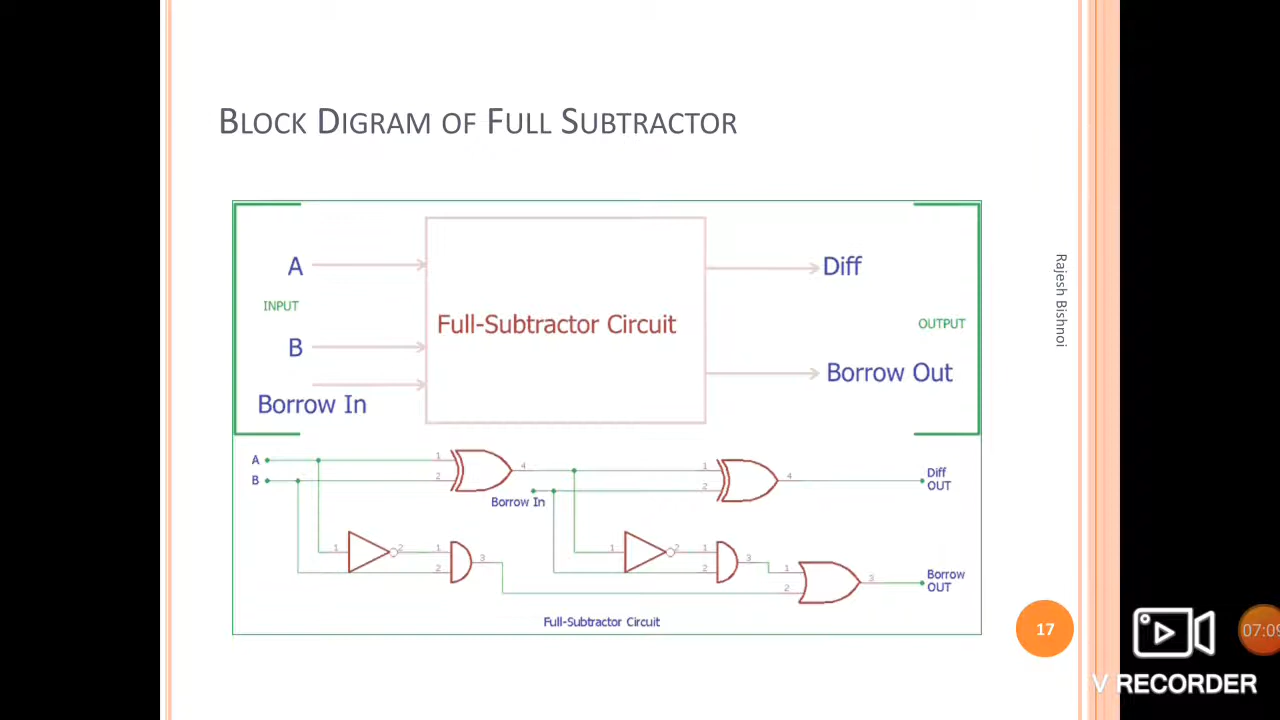 BLOCK DIGRAM OF FULL SUBTRACTOR
A
INPUT
B
Borrow In
Full-Subtractor Circuit
Diff
OUTPUT
Borrow Out
Rajesh Bishnoi
A
B
1
2
4
Borrow In
1
2
4
Diff
OUT
1
2
1
2
3
1
2
1
2
3
1
2
3
Borrow
OUT
Full-Subtractor Circuit
17
07:09
V RECORDER